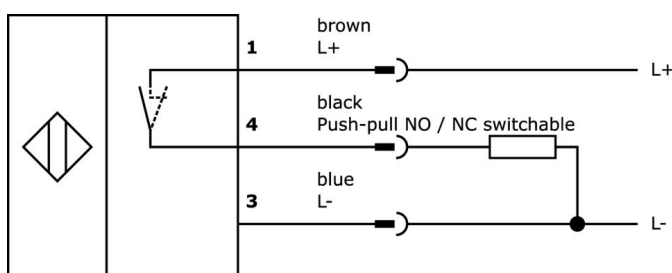 brown
1 L+ L+
black
4 Push-pull NO / NC switchable
blue
3 L- L-